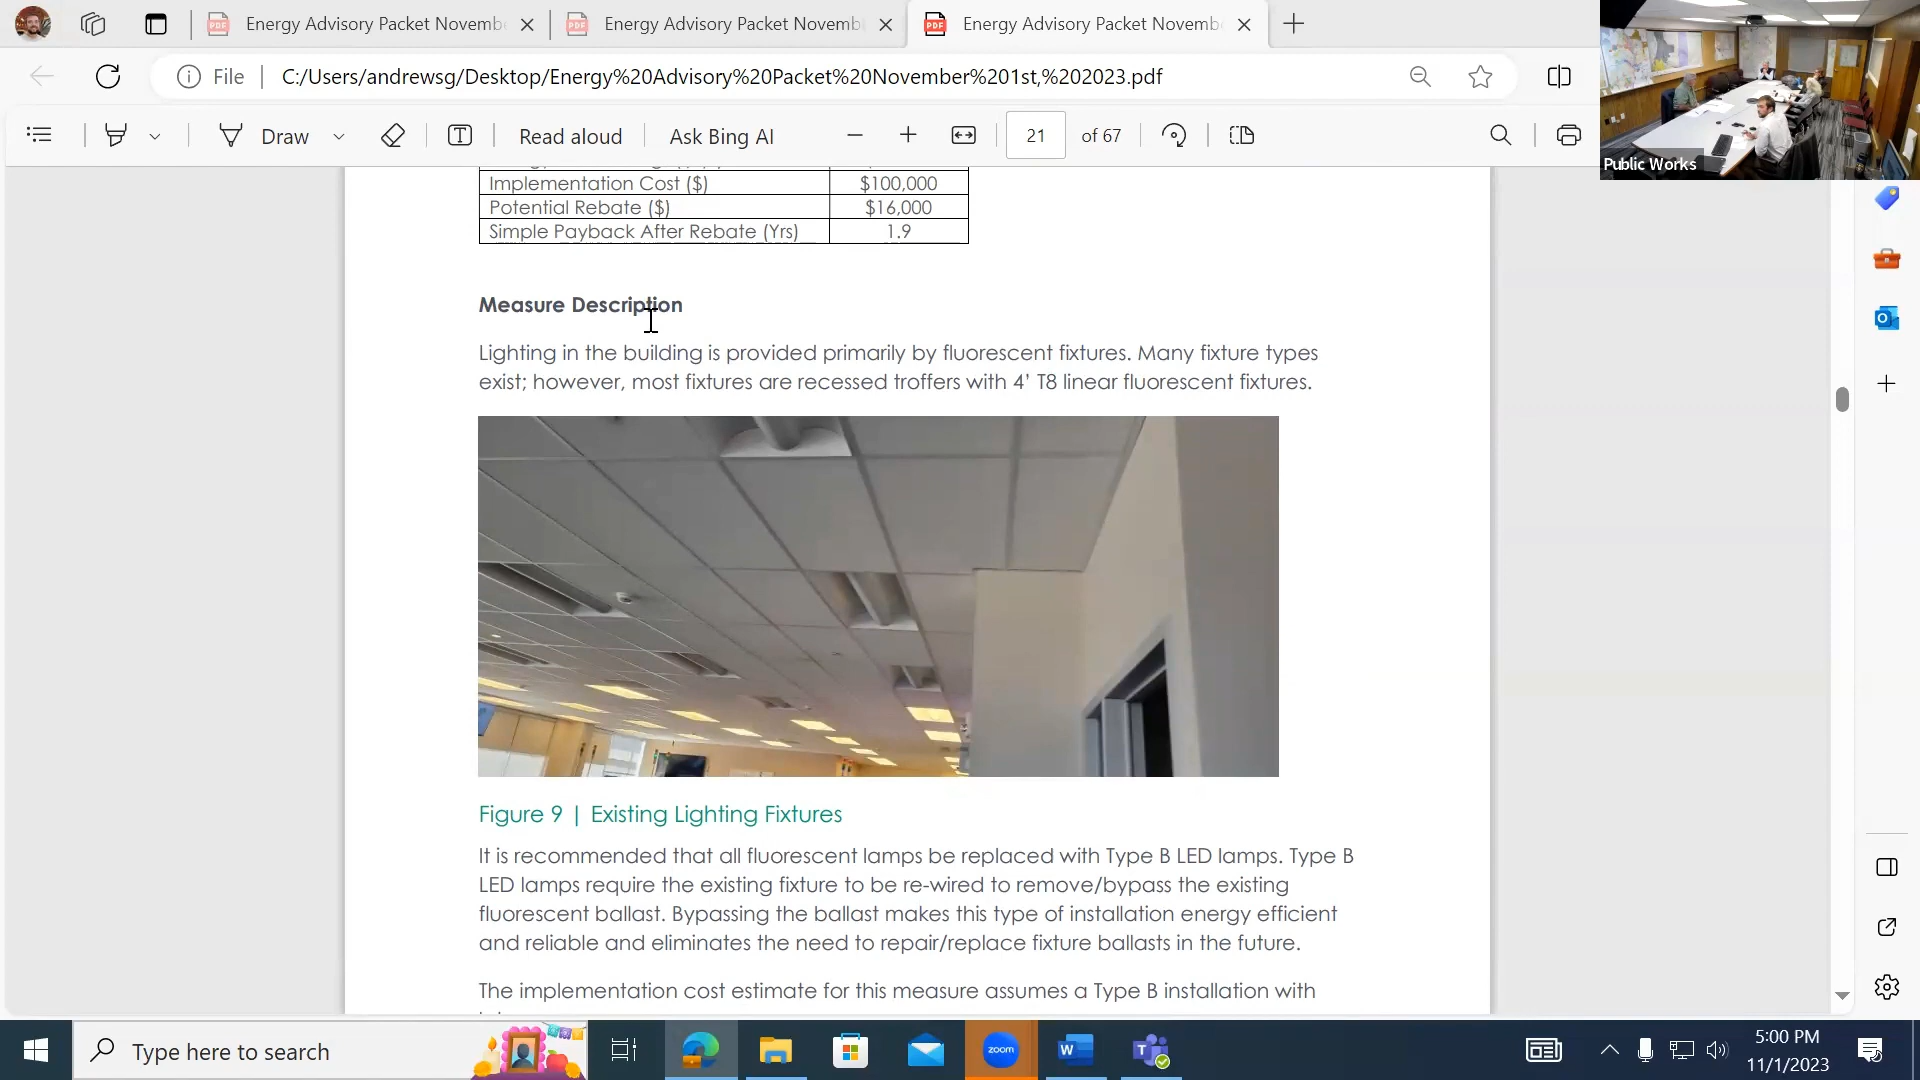 Energy Advisory Packet Novembe
Energy Advisory Packet Novemb
Energy Advisory Packet Novembe
File
C:/Users/andrewsg/Desktop/Energy%20Advisory%20Packet%20November%201st,%202023.pdf
Public Works
Draw
Read aloud
Ask Bing AI
21
of 67
Implementation Cost ($) $100,000
Potential Rebate ($) $16,000
Simple Payback After Rebate (Yrs) 1.9
Measure Description
Lighting in the building is provided primarily by fluorescent fixtures. Many fixture types
exist; however, most fixtures are recessed troffers with 4’ T8 linear fluorescent fixtures.
Figure 9 | Existing Lighting Fixtures
It is recommended that all fluorescent lamps be replaced with Type B LED lamps. Type B
LED lamps require the existing fixture to be re-wired to remove/bypass the existing
fluorescent ballast. Bypassing the ballast makes this type of installation energy efficient
and reliable and eliminates the need to repair/replace fixture ballasts in the future.
The implementation cost estimate for this measure assumes a Type B installation with
Type here to search
zoom
5:00 PM
11/1/2023